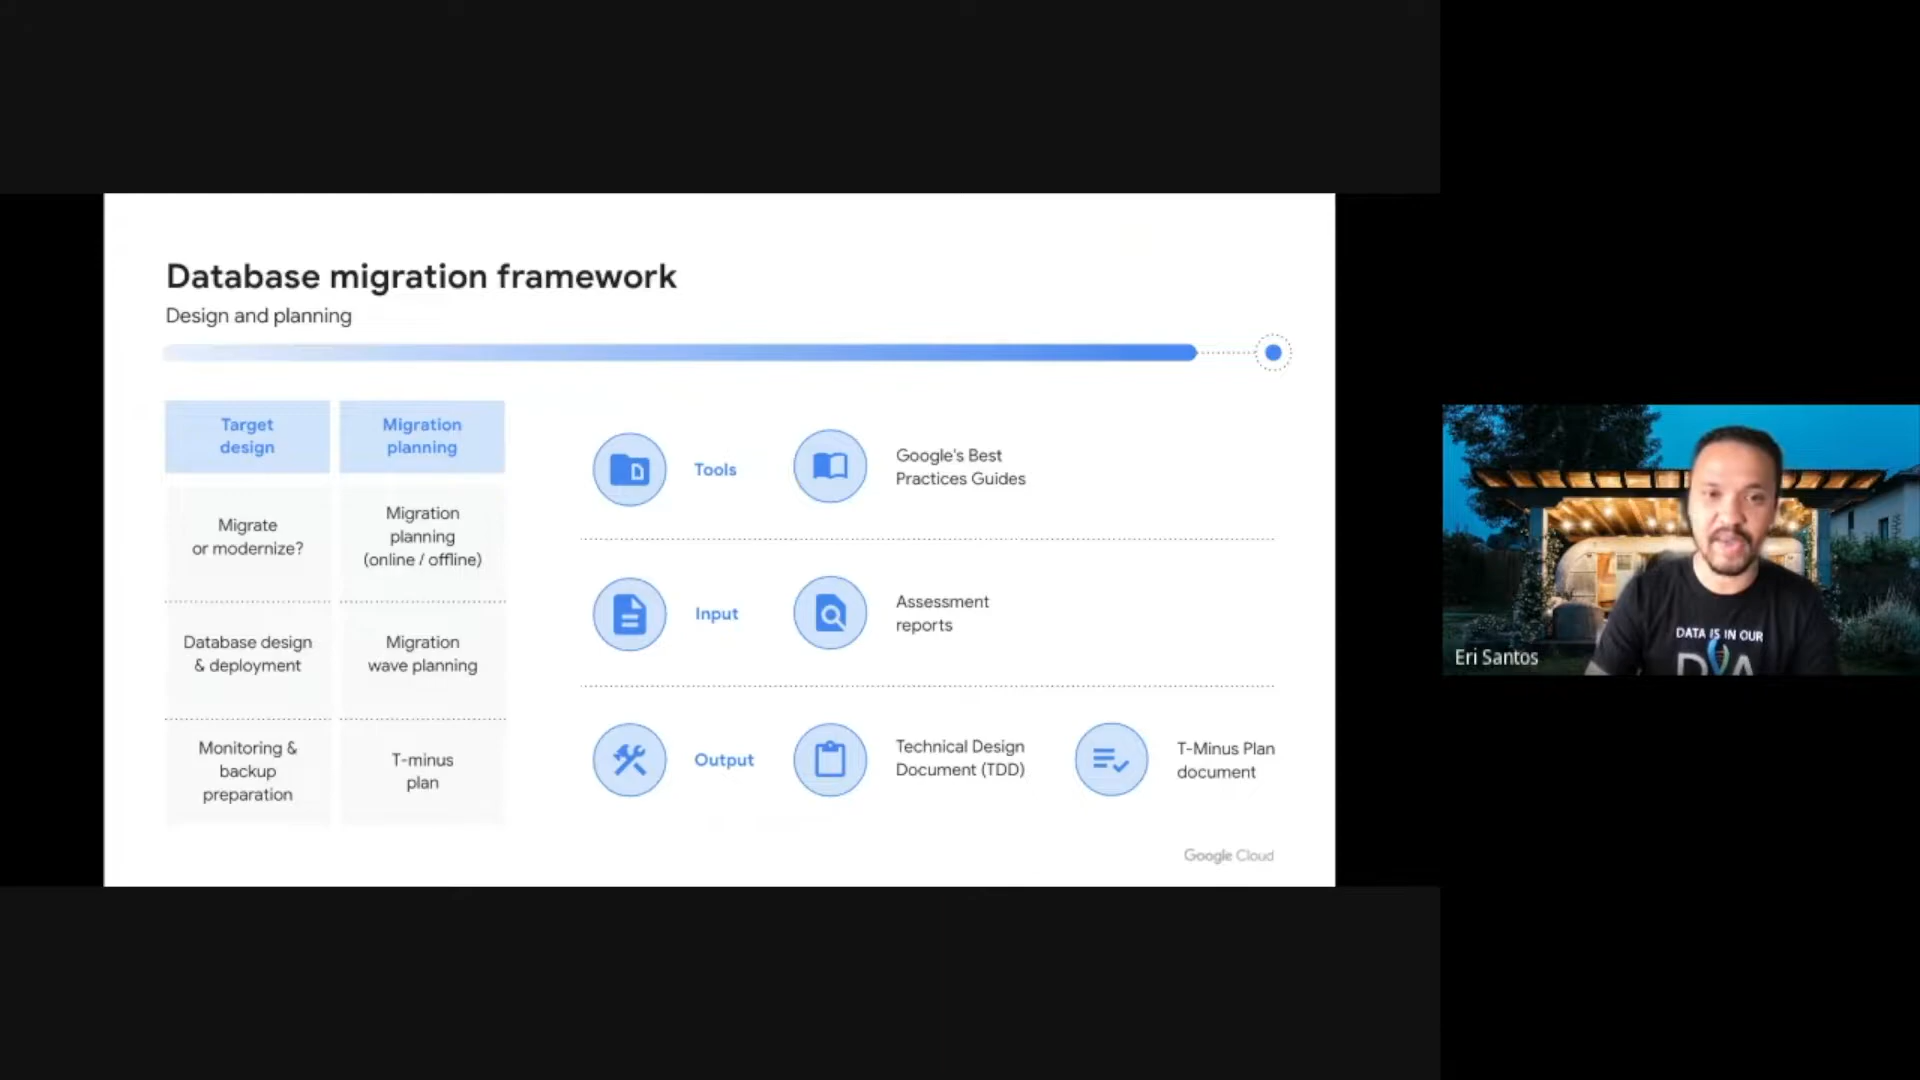 Database migration framework
Design and planning
Target
design
Migration
planning
Migrate
or modernize?
Migration
planning
(online / offline)
Database design
& deployment
Migration
wave planning
Monitoring &
backup
preparation
T-minus
plan
Tools
Google's Best
Practices Guides
Input
Assessment
reports
Output
Technical Design
Document (TDD)
T-Minus Plan
document
Google Cloud
DATA IS IN OUR
Eri Santos